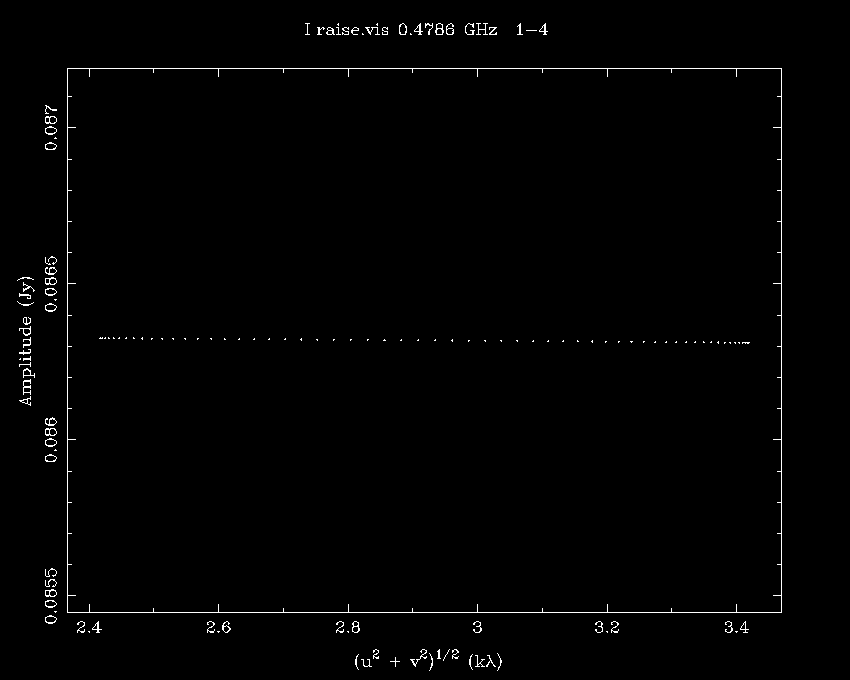 I raise.vis 0.4786 GHz 1−4
0.087
0.0865
0.086
0.0855
Amplitude (Jy)
2.4 2.6 2.8 3 3.2 3.4
(u² + v²)¹/² (kλ)